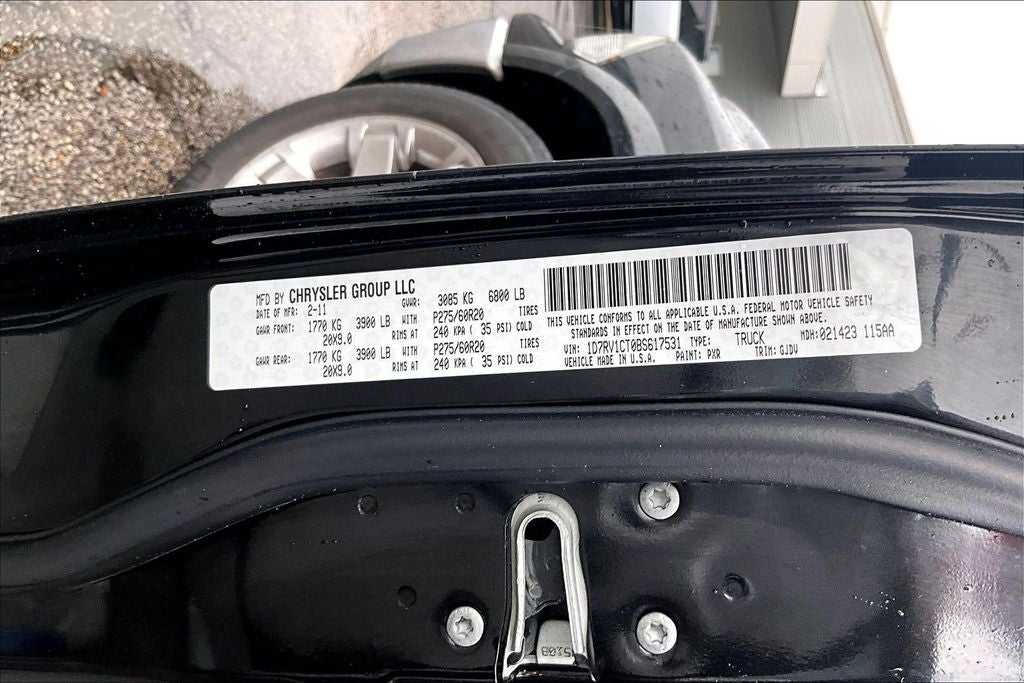 MFD BY CHRYSLER GROUP LLC
DATE OF MFR: 2-11 GVWR: 3085 KG 6800 LB
GAWR FRONT: 1770 KG 3900 LB WITH P275/60R20 TIRES
20X9.0 RIMS AT 240 KPA ( 35 PSI) COLD
GAWR REAR: 1770 KG 3900 LB WITH P275/60R20 TIRES
20X9.0 RIMS AT 240 KPA ( 35 PSI) COLD
THIS VEHICLE CONFORMS TO ALL APPLICABLE U.S.A. FEDERAL MOTOR VEHICLE SAFETY
STANDARDS IN EFFECT ON THE DATE OF MANUFACTURE SHOWN ABOVE.
VIN: 1D7RV1CT0BS617531 TYPE: TRUCK MDH: 021423 115AA
VEHICLE MADE IN U.S.A. PAINT: PXR TRIM: GJDV